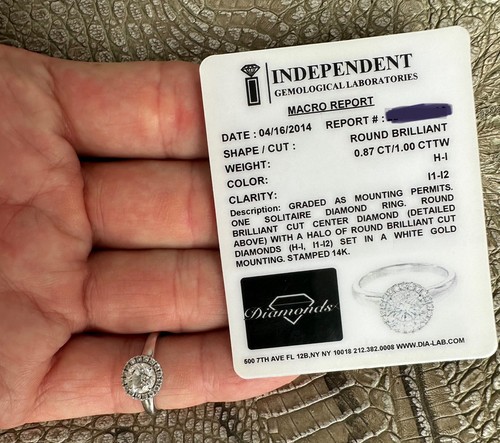 INDEPENDENT
GEMOLOGICAL LABORATORIES
MACRO REPORT
DATE : 04/16/2014 REPORT # :
SHAPE / CUT : ROUND BRILLIANT
WEIGHT: 0.87 CT/1.00 CTTW
COLOR: H-I
CLARITY: I1-I2
Description: GRADED AS MOUNTING PERMITS.
ONE SOLITAIRE DIAMOND RING. ROUND
BRILLIANT CUT CENTER DIAMOND (DETAILED
ABOVE) WITH A HALO OF ROUND BRILLIANT CUT
DIAMONDS (H-I, I1-I2) SET IN A WHITE GOLD
MOUNTING. STAMPED 14K.
Diamonds
500 7TH AVE FL 12B,NY NY 10018 212.382.0008 WWW.DIA-LAB.COM